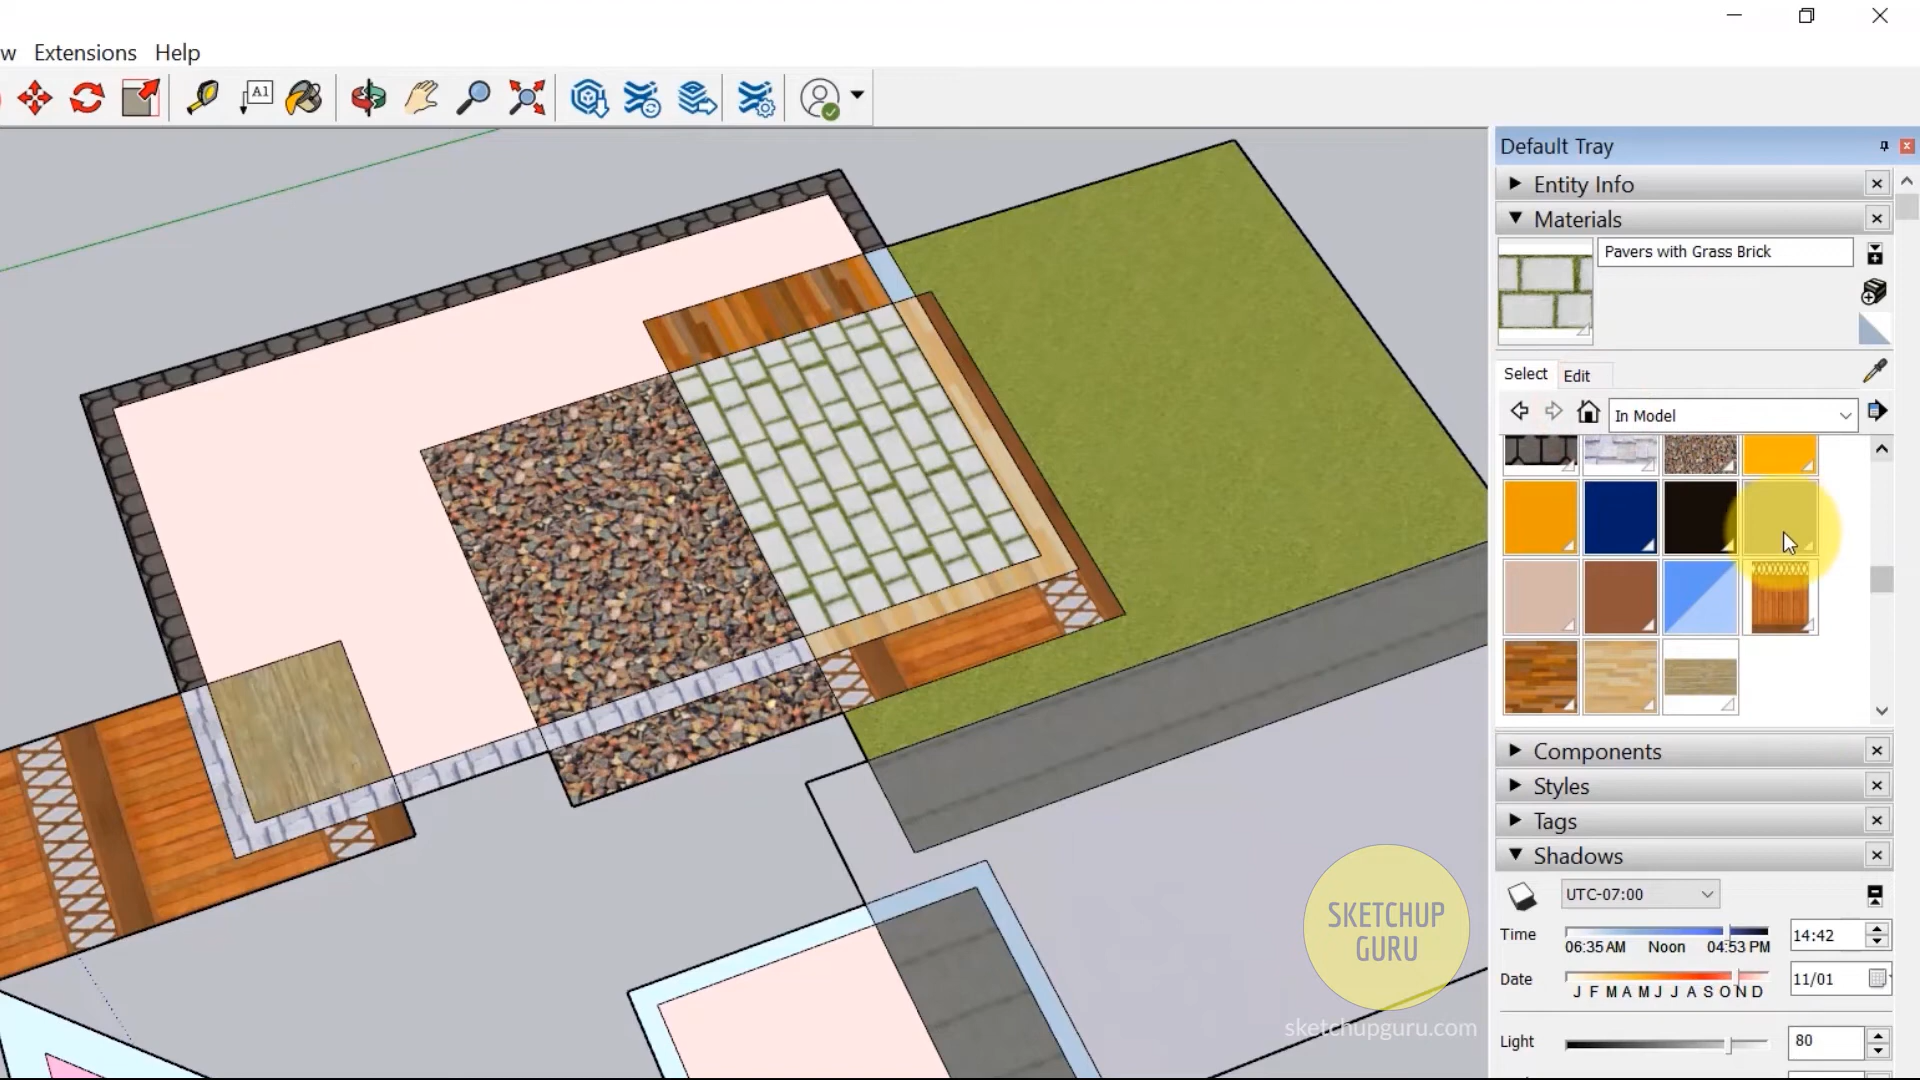 w Extensions Help
A1
Default Tray
Entity Info
Materials
Pavers with Grass Brick
Select Edit
In Model
Components
Styles
Tags
Shadows
UTC-07:00
Time 06:35 AM Noon 04:53 PM 14:42
Date J F M A M J J A S O N D 11/01
Light 80
SKETCHUP
GURU
sketchupguru.com